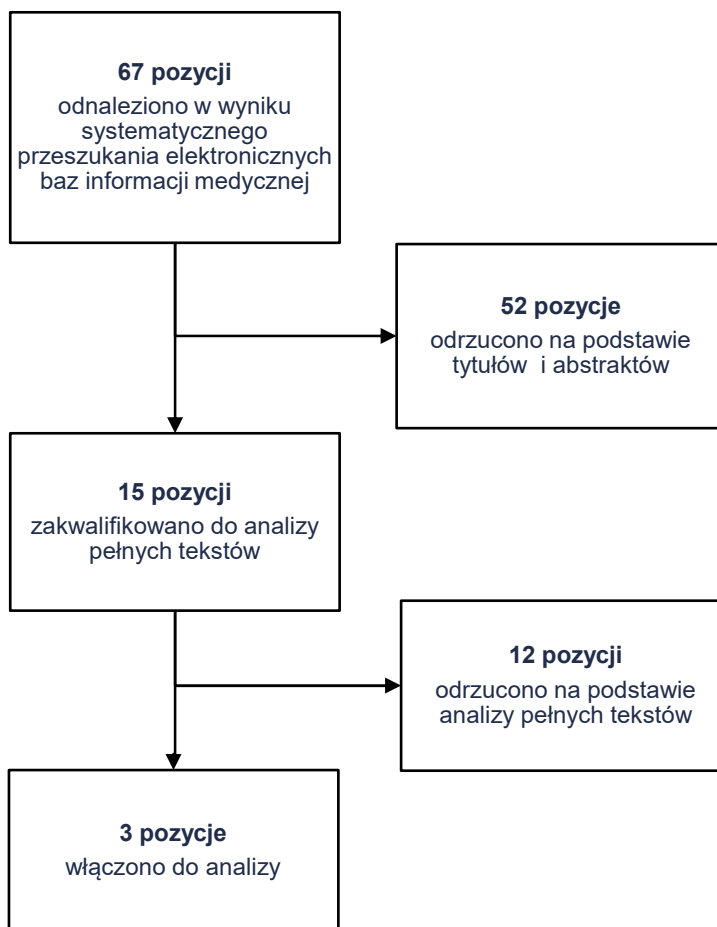 67 pozycji
odnaleziono w wyniku
systematycznego
przeszukania elektronicznych
baz informacji medycznej
52 pozycje
odrzucono na podstawie
tytułów i abstraktów
15 pozycji
zakwalifikowano do analizy
pełnych tekstów
12 pozycji
odrzucono na podstawie
analizy pełnych tekstów
3 pozycje
włączono do analizy